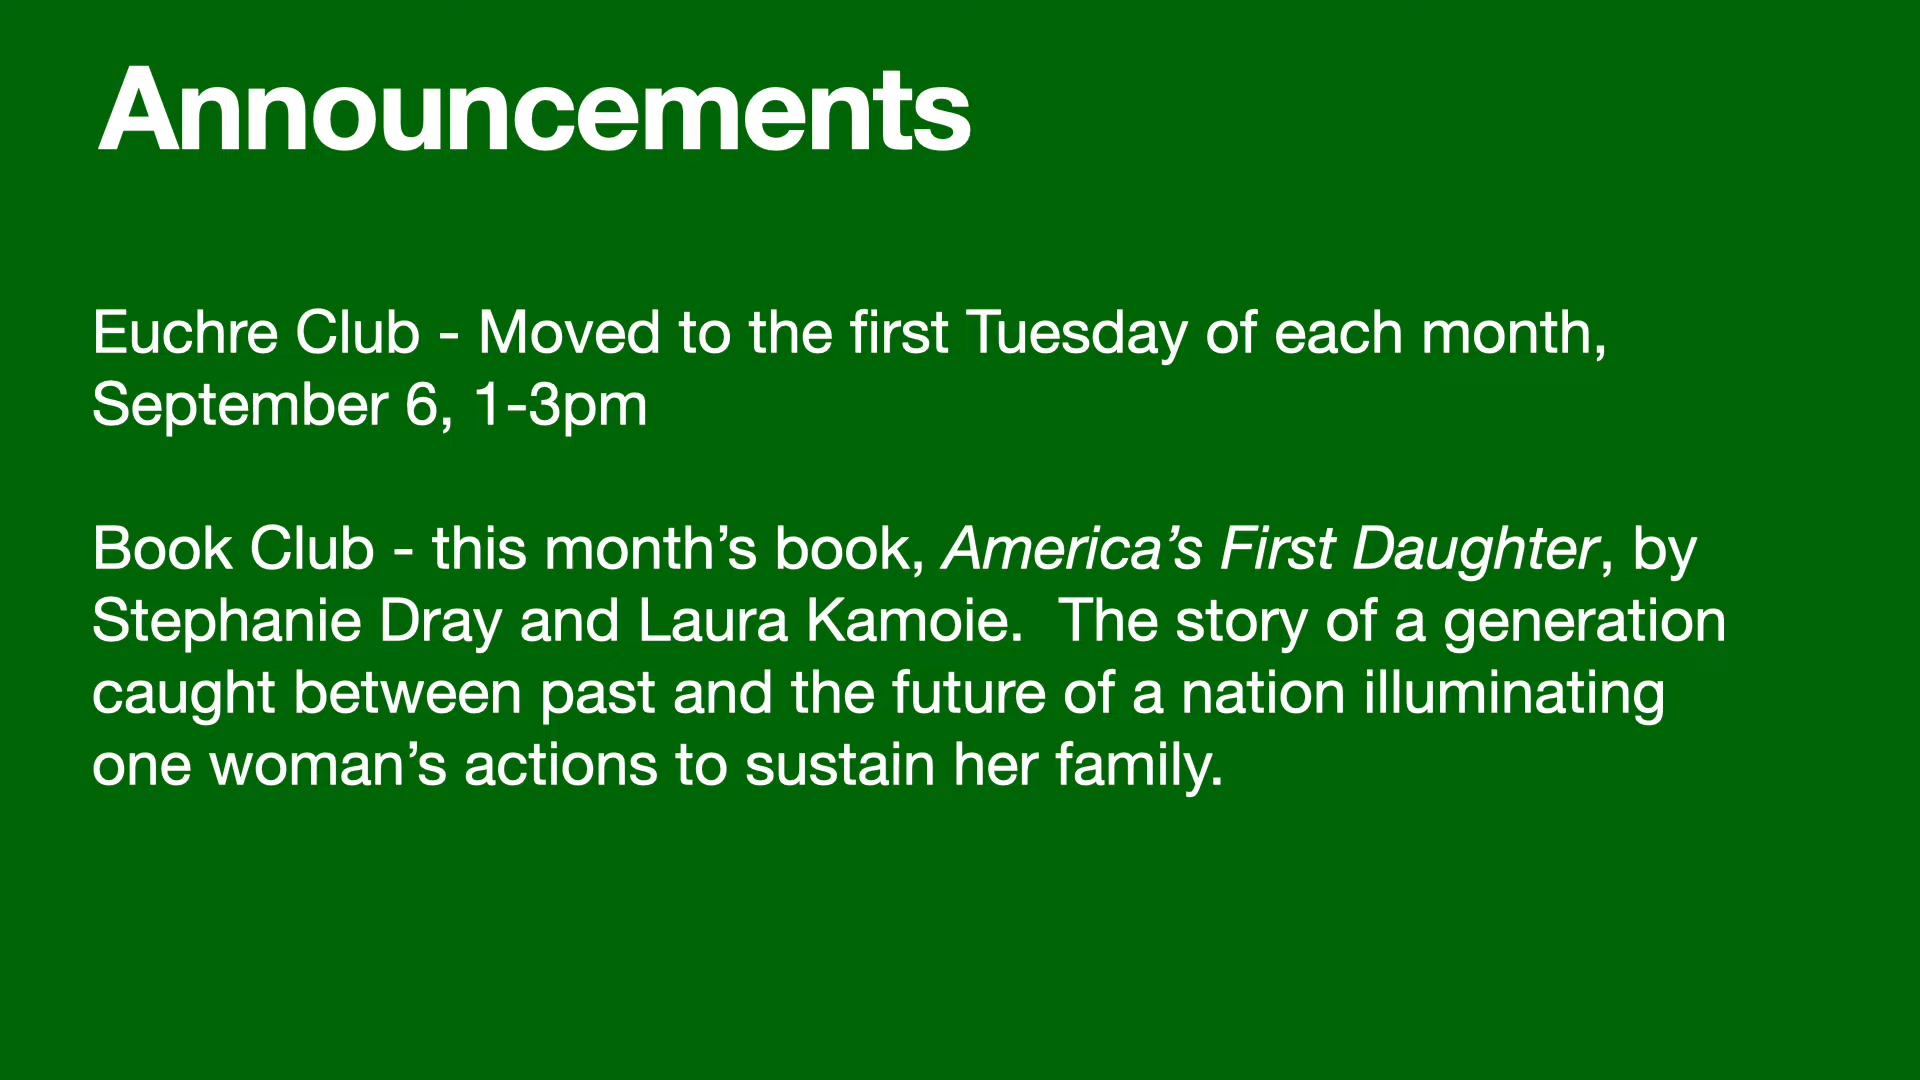 Announcements
Euchre Club - Moved to the first Tuesday of each month,
September 6, 1-3pm
Book Club - this month’s book, America’s First Daughter, by
Stephanie Dray and Laura Kamoie.  The story of a generation
caught between past and the future of a nation illuminating
one woman’s actions to sustain her family.